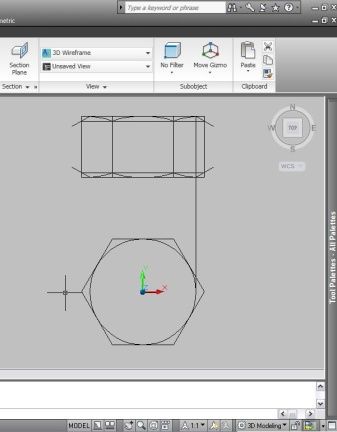 Type a keyword or phrase
metric
Section
Plane
3D Wireframe
Unsaved View
No Filter
Move Gizmo
Paste
Section
View
Subobject
Clipboard
N
W
TOP
E
S
WCS
Tool Palettes - All Palettes
X
MODEL
1:1
3D Modeling